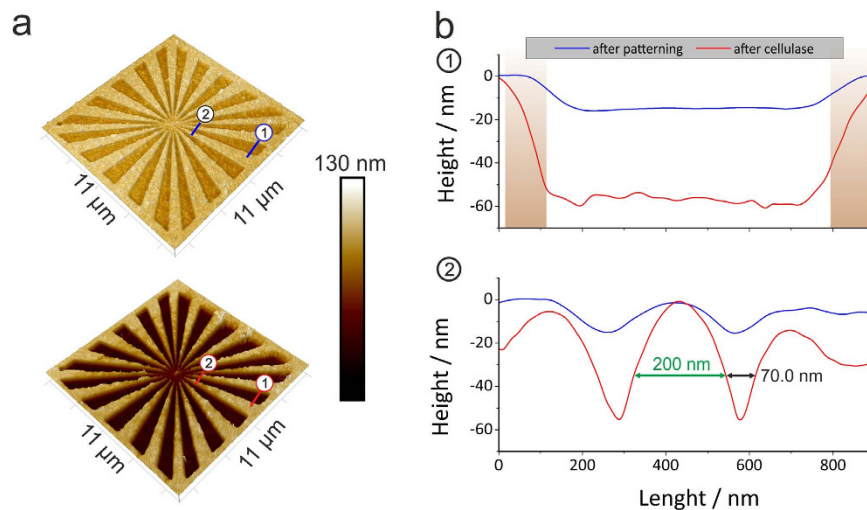 a
2
1
11 µm
11 µm
130 nm
2
1
11 µm
11 µm
b
after patterning after cellulase
1
0
-20
-40
-60
Height / nm
2
0
-20
-40
-60
Height / nm
200 nm
70.0 nm
0 200 400 600 800
Lenght / nm